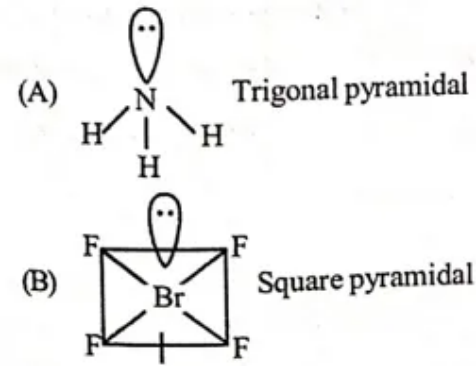 (A) N Trigonal pyramidal
H H
H
F F
(B) Br Square pyramidal
F F